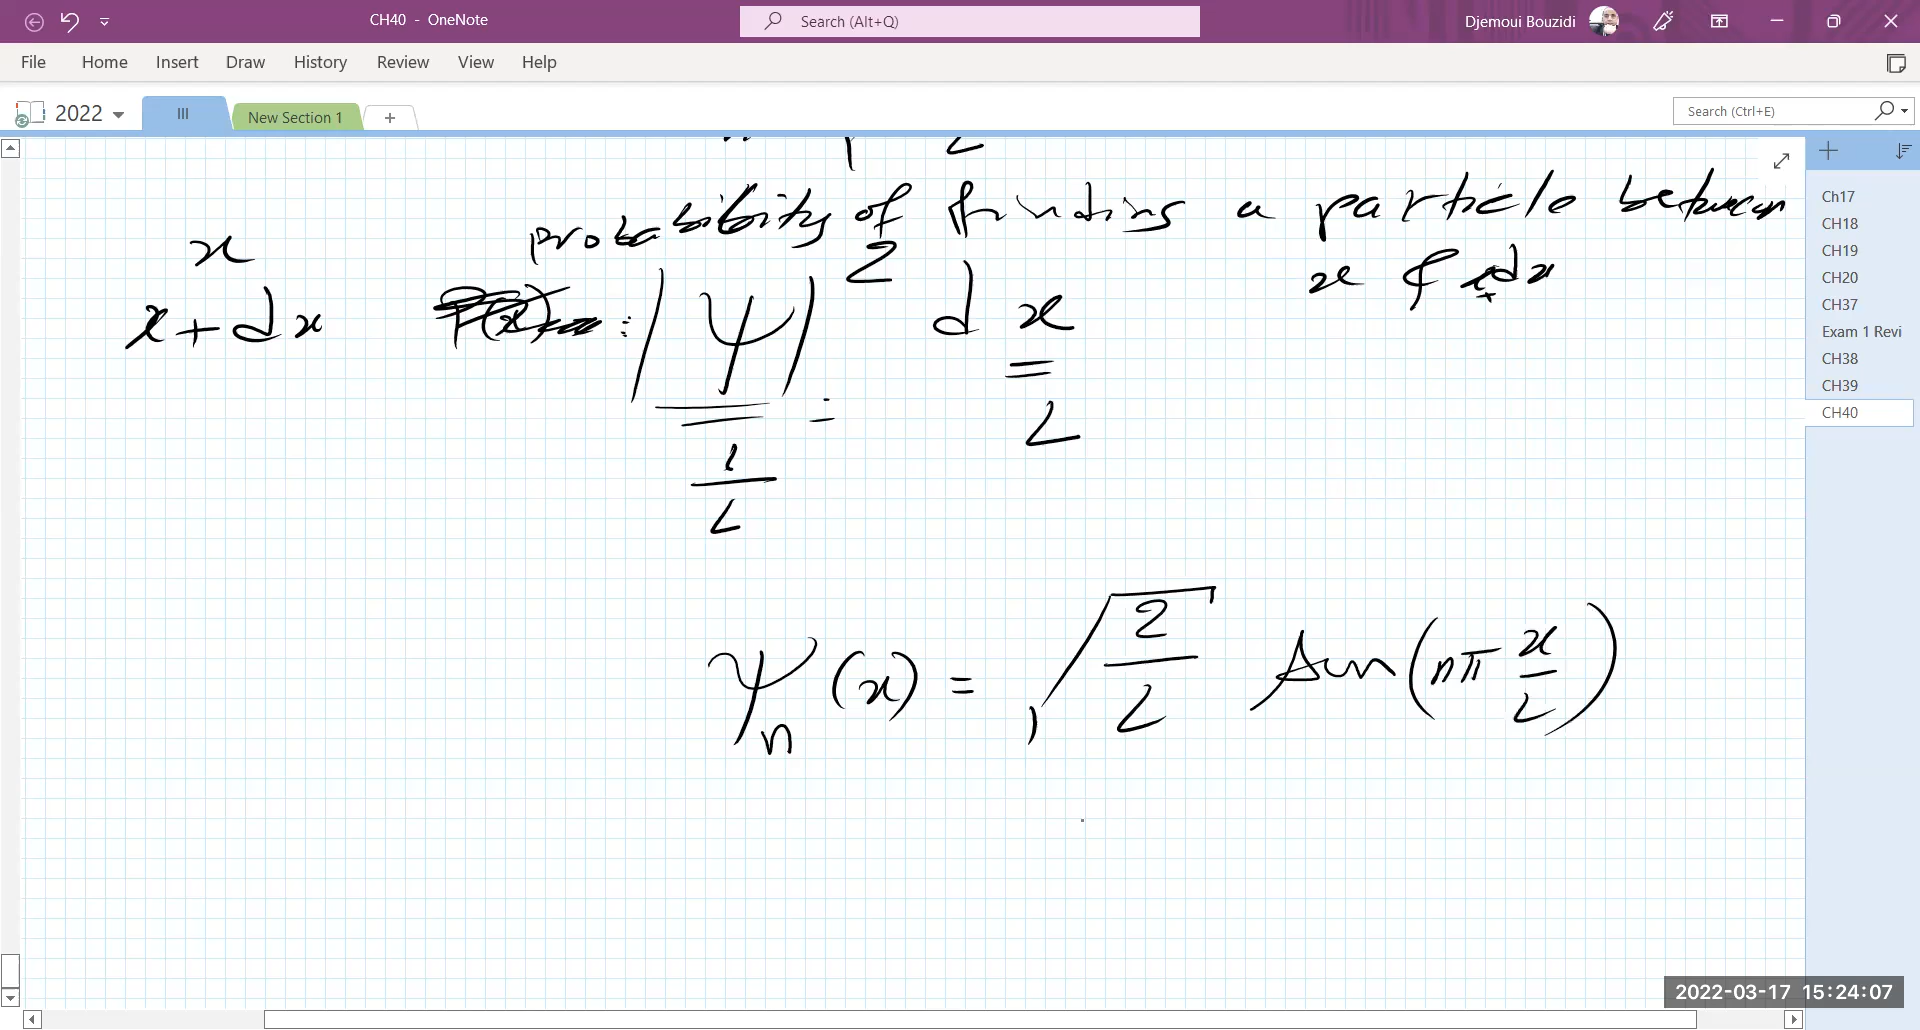 CH40 - OneNote
Search (Alt+Q)
Djemoui Bouzidi
File Home Insert Draw History Review View Help
2022
III
New Section 1
+
Search (Ctrl+E)
probability of finding a particle between
x & x+dx
x
x+dx
P(x)
: |ψ|² dx
=
L
1/L
ψn (x) = √(2/L) sin(nπ x/L)
Ch17
CH18
CH19
CH20
CH37
Exam 1 Revi
CH38
CH39
CH40
2022-03-17 15:24:07